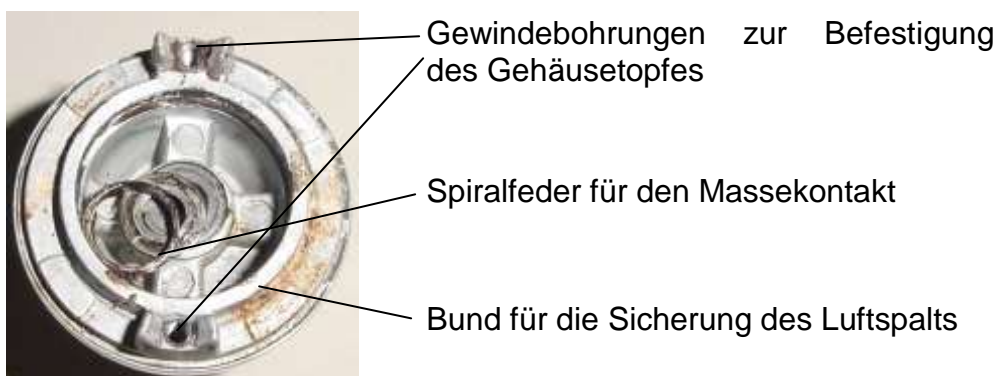 Gewindebohrungen zur Befestigung
des Gehäusetopfes
Spiralfeder für den Massekontakt
Bund für die Sicherung des Luftspalts